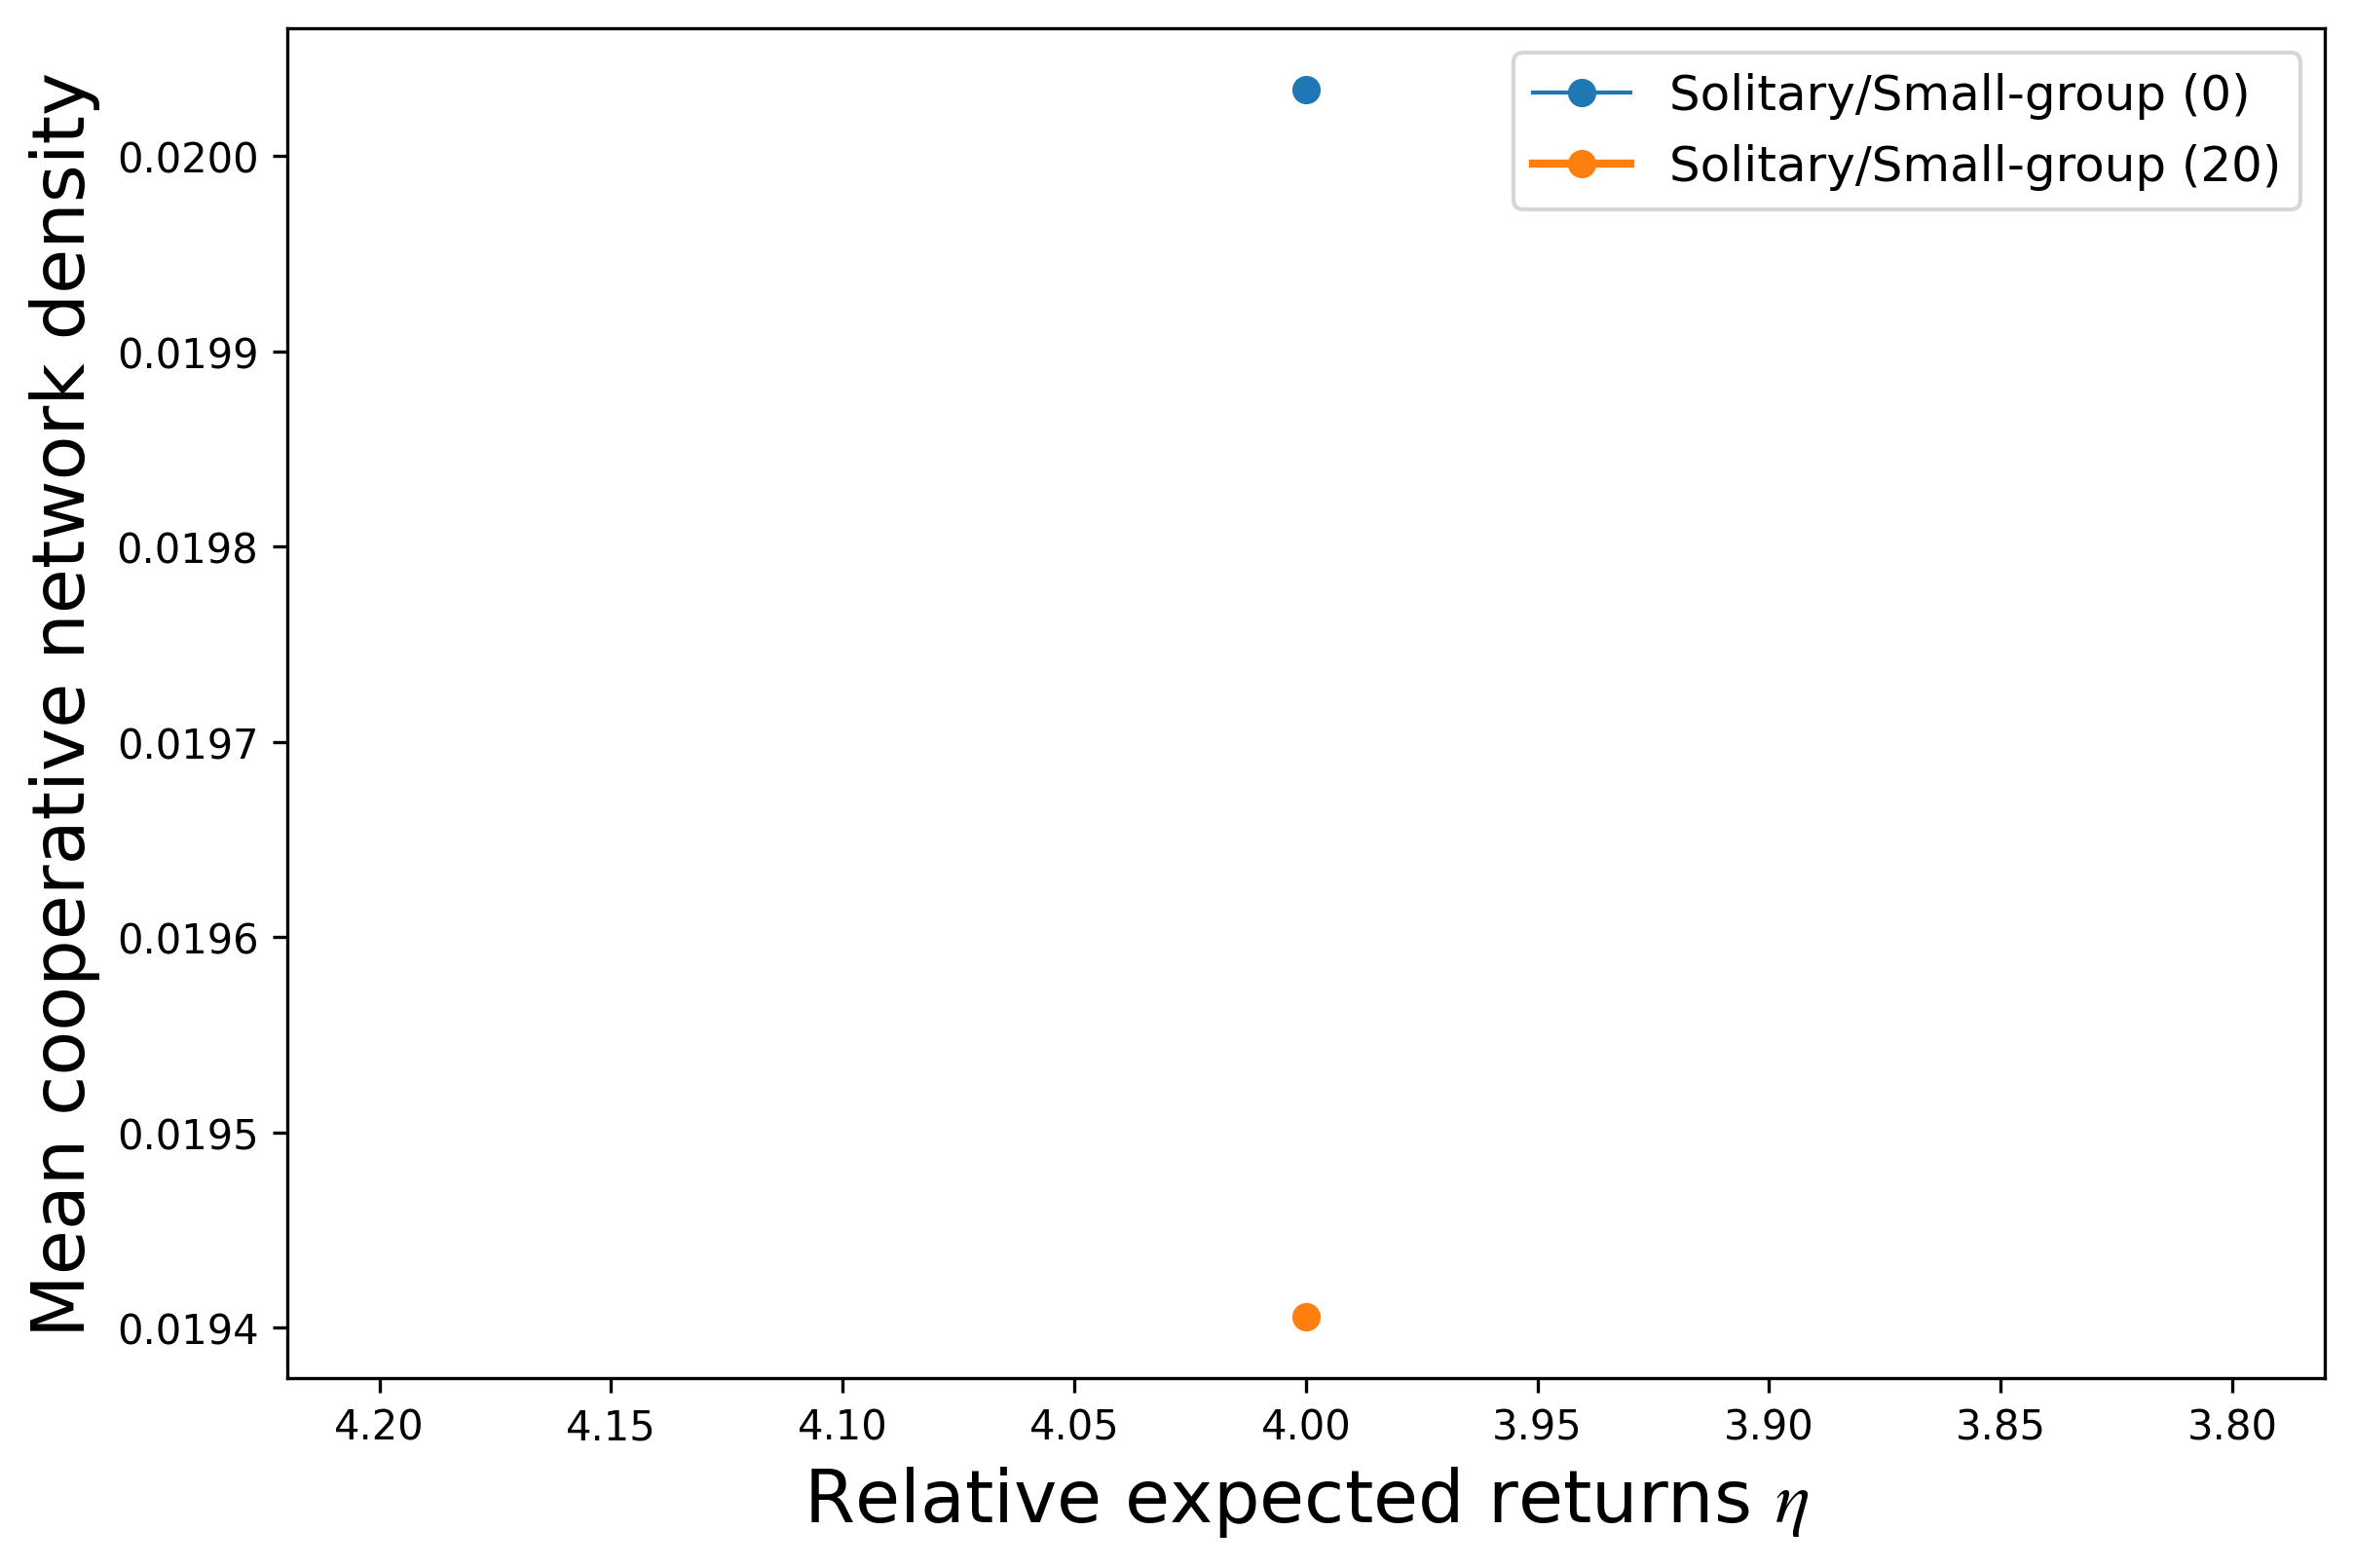 Solitary/Small-group (0)
Solitary/Small-group (20)
Mean cooperative network density
0.0200
0.0199
0.0198
0.0197
0.0196
0.0195
0.0194
4.20 4.15 4.10 4.05 4.00 3.95 3.90 3.85 3.80
Relative expected returns η